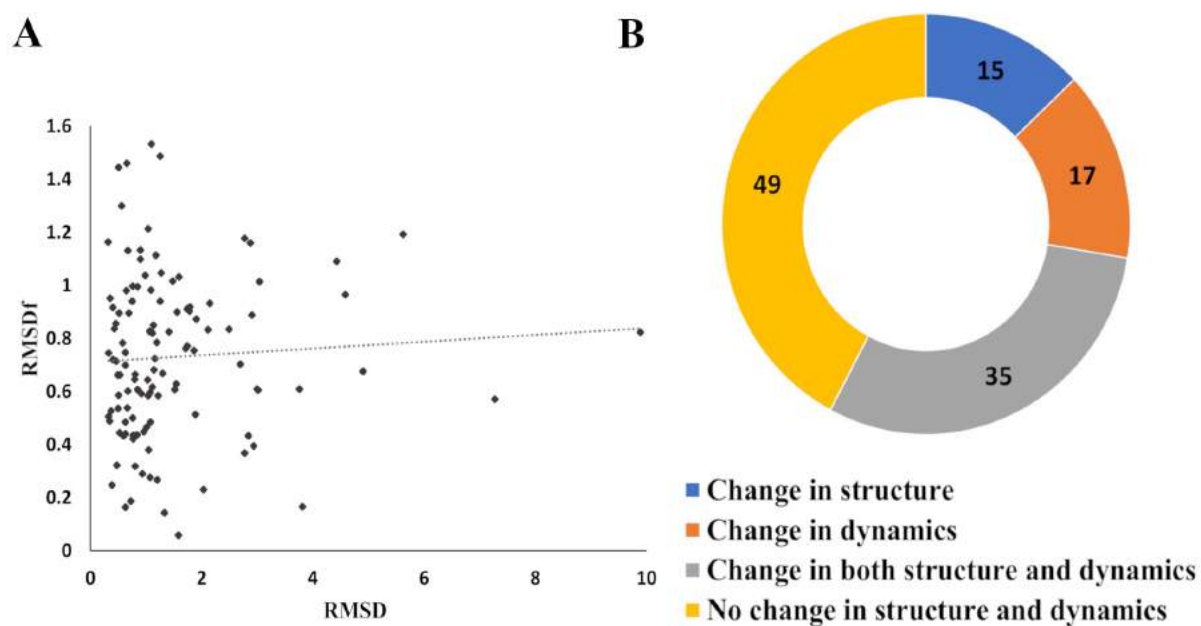 A
B
1.6
1.4
1.2
1
0.8
0.6
0.4
0.2
0
RMSDf
0 2 4 6 8 10
RMSD
15
17
35
49
Change in structure
Change in dynamics
Change in both structure and dynamics
No change in structure and dynamics